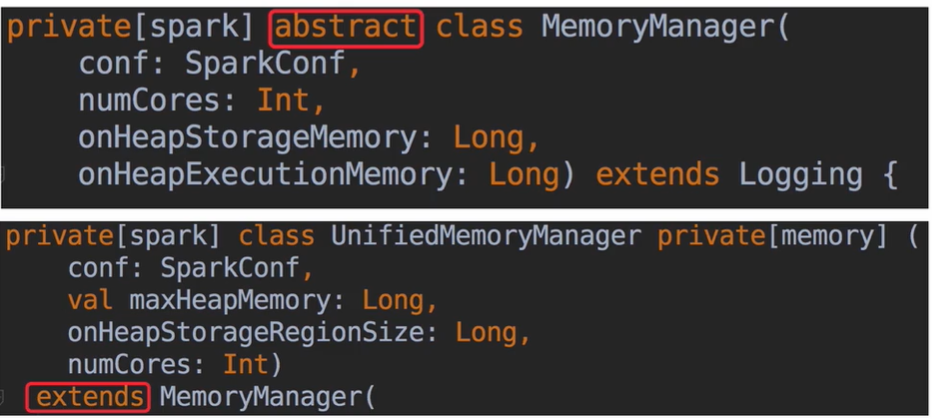 private[spark] abstract class MemoryManager(
conf: SparkConf,
numCores: Int,
onHeapStorageMemory: Long,
onHeapExecutionMemory: Long) extends Logging {
private[spark] class UnifiedMemoryManager private[memory] (
conf: SparkConf,
val maxHeapMemory: Long,
onHeapStorageRegionSize: Long,
numCores: Int)
extends MemoryManager(